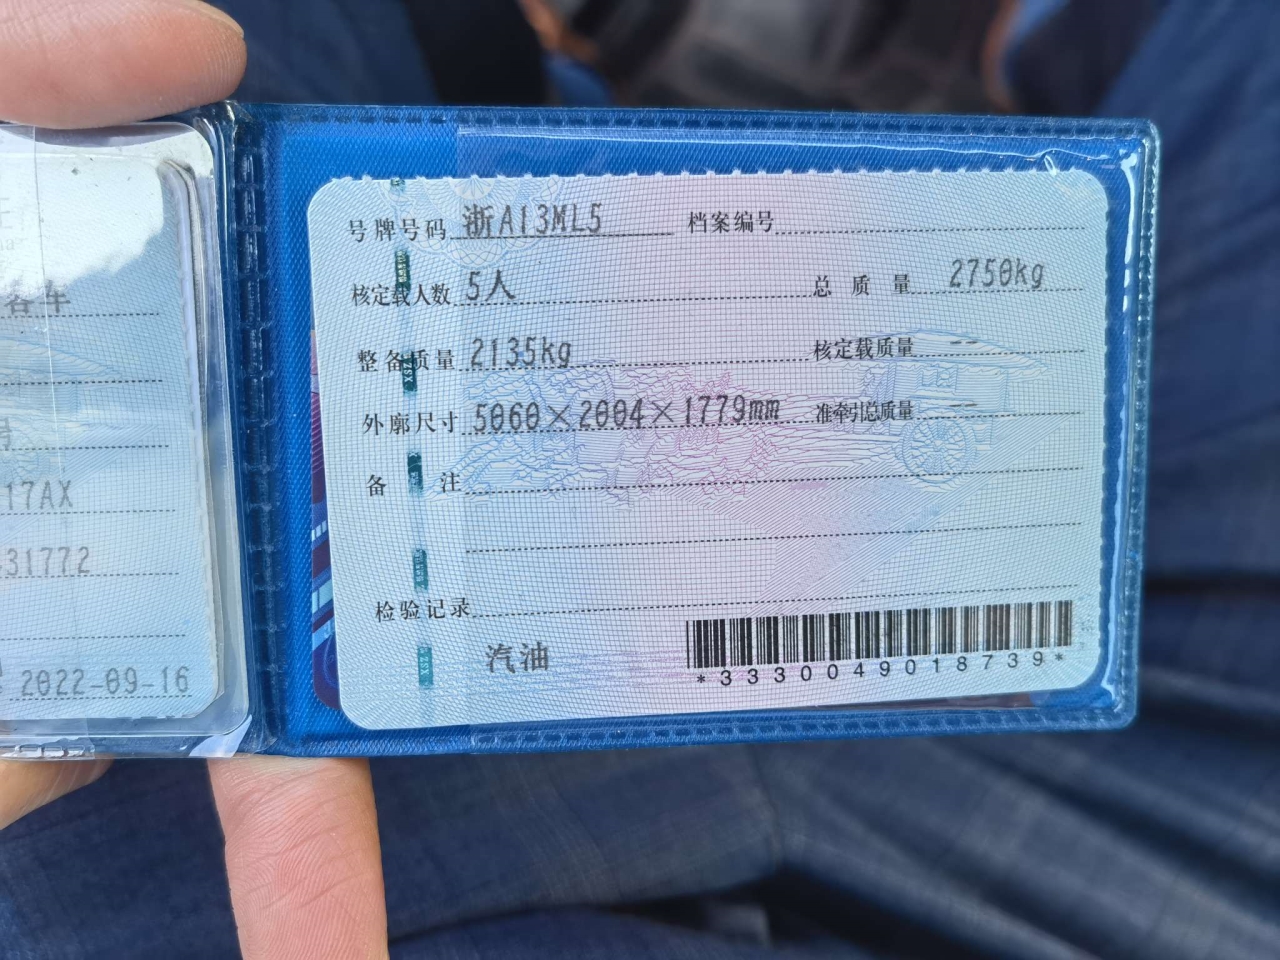 客车
17AX
31772
2022-09-16
号牌号码 浙A13ML5 档案编号
核定载人数 5人 总质量 2750kg
整备质量 2135kg 核定载质量 --
外廓尺寸 5060×2004×1779mm 准牵引总质量 --
备注
检验记录
汽油
*3330049018739*